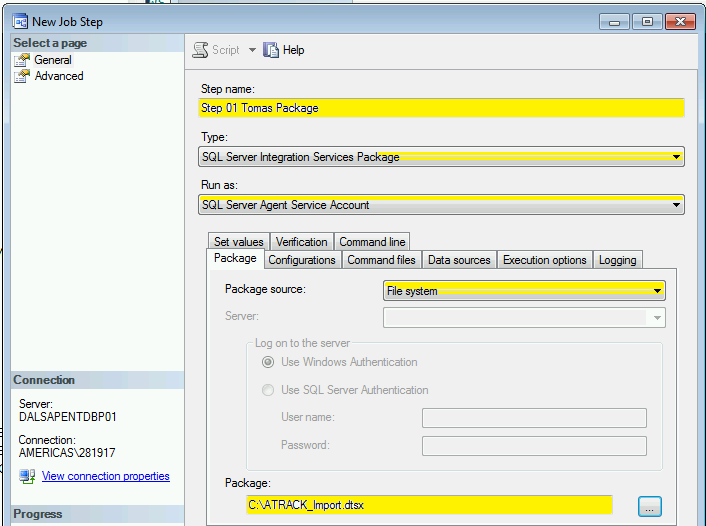 New Job Step
Select a page
General
Advanced
Script
Help
Step name:
Step 01 Tomas Package
Type:
SQL Server Integration Services Package
Run as:
SQL Server Agent Service Account
Set values Verification Command line
Package Configurations Command files Data sources Execution options Logging
Package source:
File system
Server:
Log on to the server
Use Windows Authentication
Use SQL Server Authentication
User name:
Password:
Package:
C:\ATRACK_Import.dtsx
...
Connection
Server:
DALSAPENTDBP01
Connection:
AMERICAS\281917
View connection properties
Progress